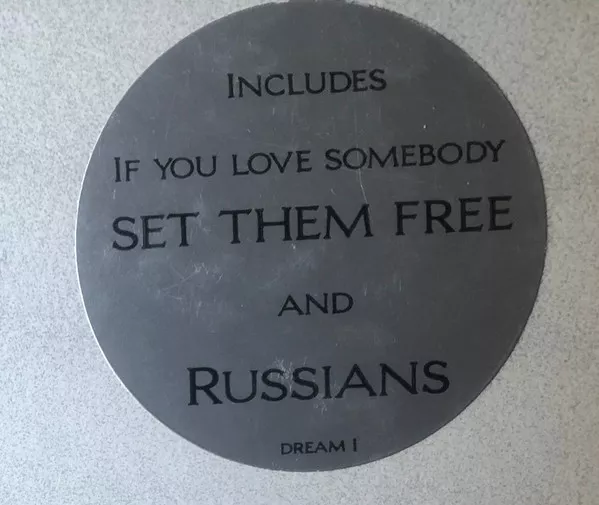 INCLUDES
IF YOU LOVE SOMEBODY
SET THEM FREE
AND
RUSSIANS
DREAM I